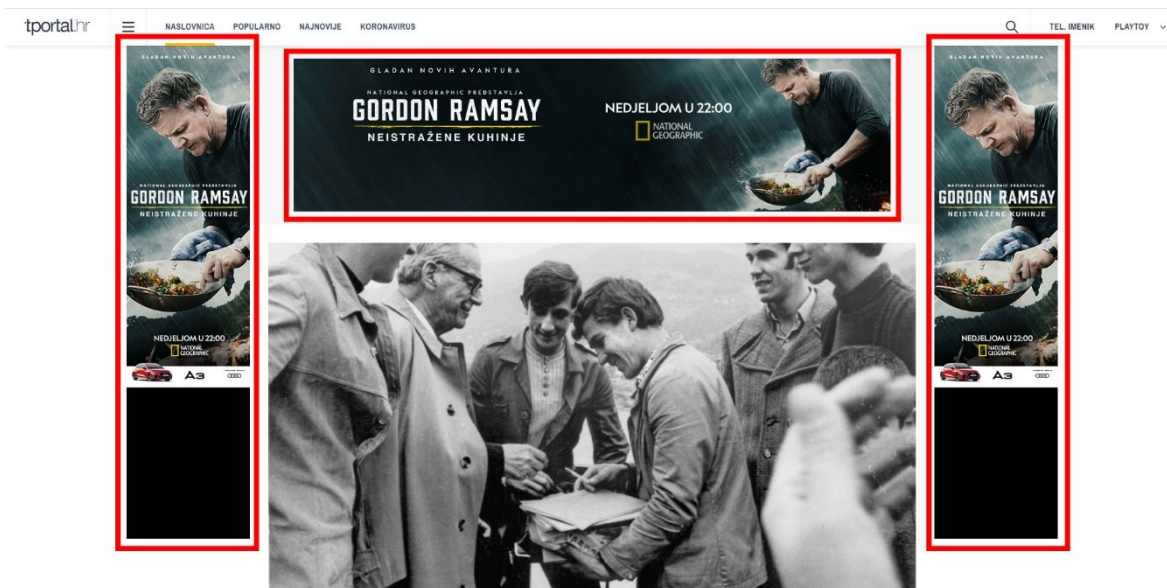 tportal.hr
NASLOVNICA POPULARNO NAJNOVIJE KORONAVIRUS
TEL. IMENIK PLAYTOY
GLADAN NOVIH AVANTURA
NATIONAL GEOGRAPHIC PREDSTAVLJA
GORDON RAMSAY
NEISTRAŽENE KUHINJE
NEDJELJOM U 22:00
NATIONAL
GEOGRAPHIC
A3
GLADAN NOVIH AVANTURA
NATIONAL GEOGRAPHIC PREDSTAVLJA
GORDON RAMSAY
NEISTRAŽENE KUHINJE
NEDJELJOM U 22:00
NATIONAL
GEOGRAPHIC
GLADAN NOVIH AVANTURA
NATIONAL GEOGRAPHIC PREDSTAVLJA
GORDON RAMSAY
NEISTRAŽENE KUHINJE
NEDJELJOM U 22:00
NATIONAL
GEOGRAPHIC
A3